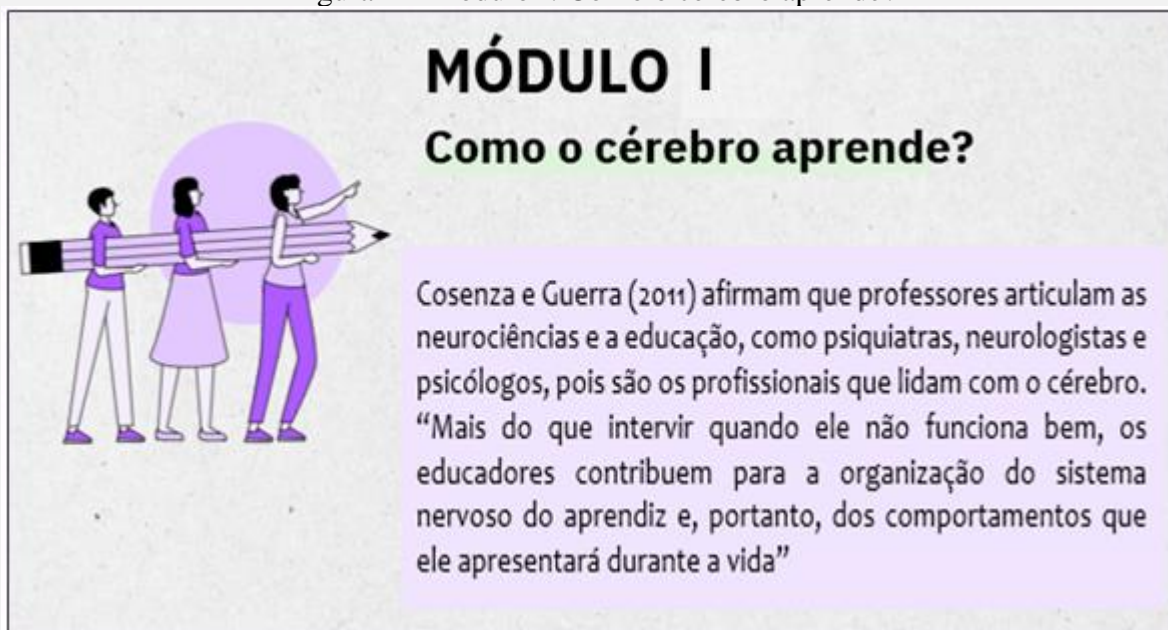 MÓDULO I
Como o cérebro aprende?
Cosenza e Guerra (2011) afirmam que professores articulam as
neurociências e a educação, como psiquiatras, neurologistas e
psicólogos, pois são os profissionais que lidam com o cérebro.
“Mais do que intervir quando ele não funciona bem, os
educadores contribuem para a organização do sistema
nervoso do aprendiz e, portanto, dos comportamentos que
ele apresentará durante a vida”